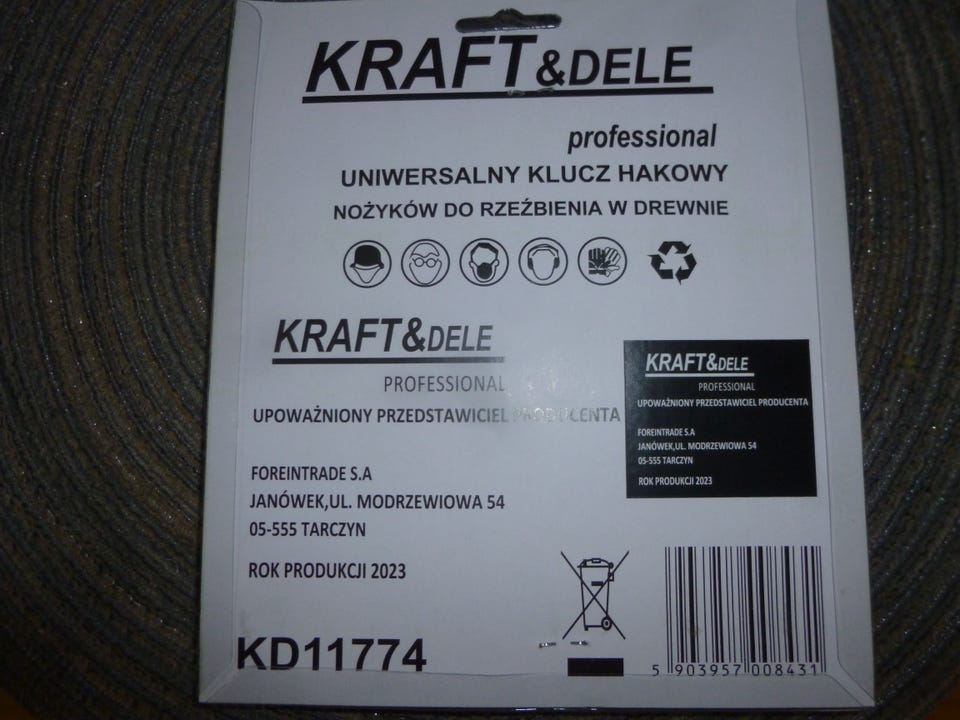 KRAFT&DELE
professional
UNIWERSALNY KLUCZ HAKOWY
NOŻYKÓW DO RZEŹBIENIA W DREWNIE
KRAFT&DELE
PROFESSIONAL
UPOWAŻNIONY PRZEDSTAWICIEL PRODUCENTA
FOREINTRADE S.A
JANÓWEK,UL. MODRZEWIOWA 54
05-555 TARCZYN
ROK PRODUKCJI 2023
KRAFT&DELE
PROFESSIONAL
UPOWAŻNIONY PRZEDSTAWICIEL PRODUCENTA
FOREINTRADE S.A
JANÓWEK,UL. MODRZEWIOWA 54
05-555 TARCZYN
ROK PRODUKCJI 2023
KD11774
5 903957 008431